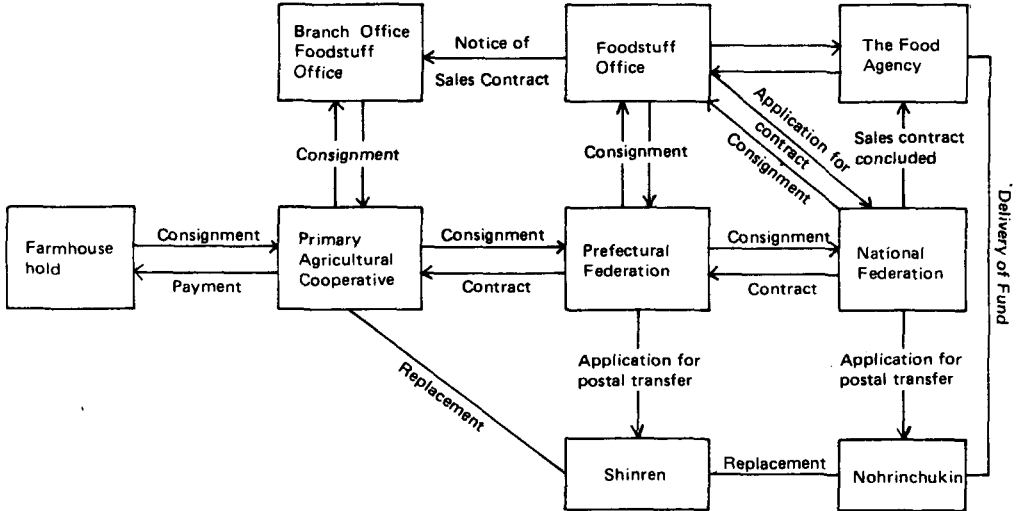 Branch Office
Foodstuff
Office
Notice of
Sales Contract
Foodstuff
Office
The Food
Agency
Consignment
Consignment
Application for
contract
Consignment
Sales contract
concluded
Delivery of Fund
Farmhouse
hold
Consignment
Payment
Primary
Agricultural
Cooperative
Consignment
Contract
Prefectural
Federation
Consignment
Contract
National
Federation
Replacement
Application for
postal transfer
Application for
postal transfer
Shinren
Replacement
Nohrinchukin